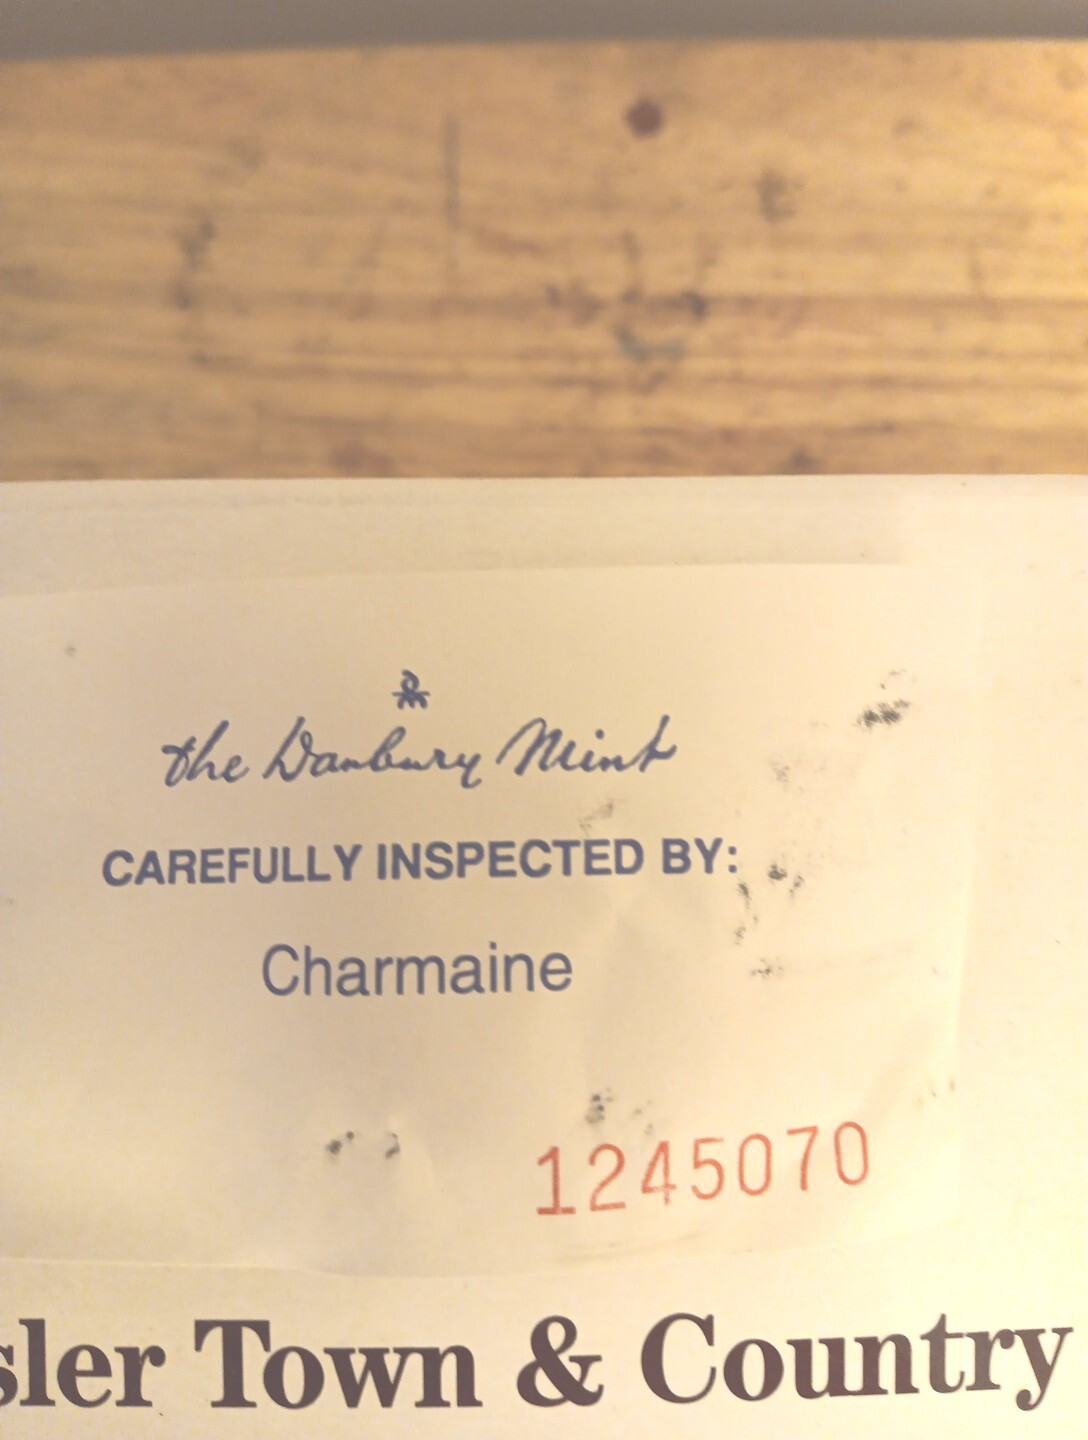 the Danbury Mint
CAREFULLY INSPECTED BY:
Charmaine
1245070
sler Town & Country